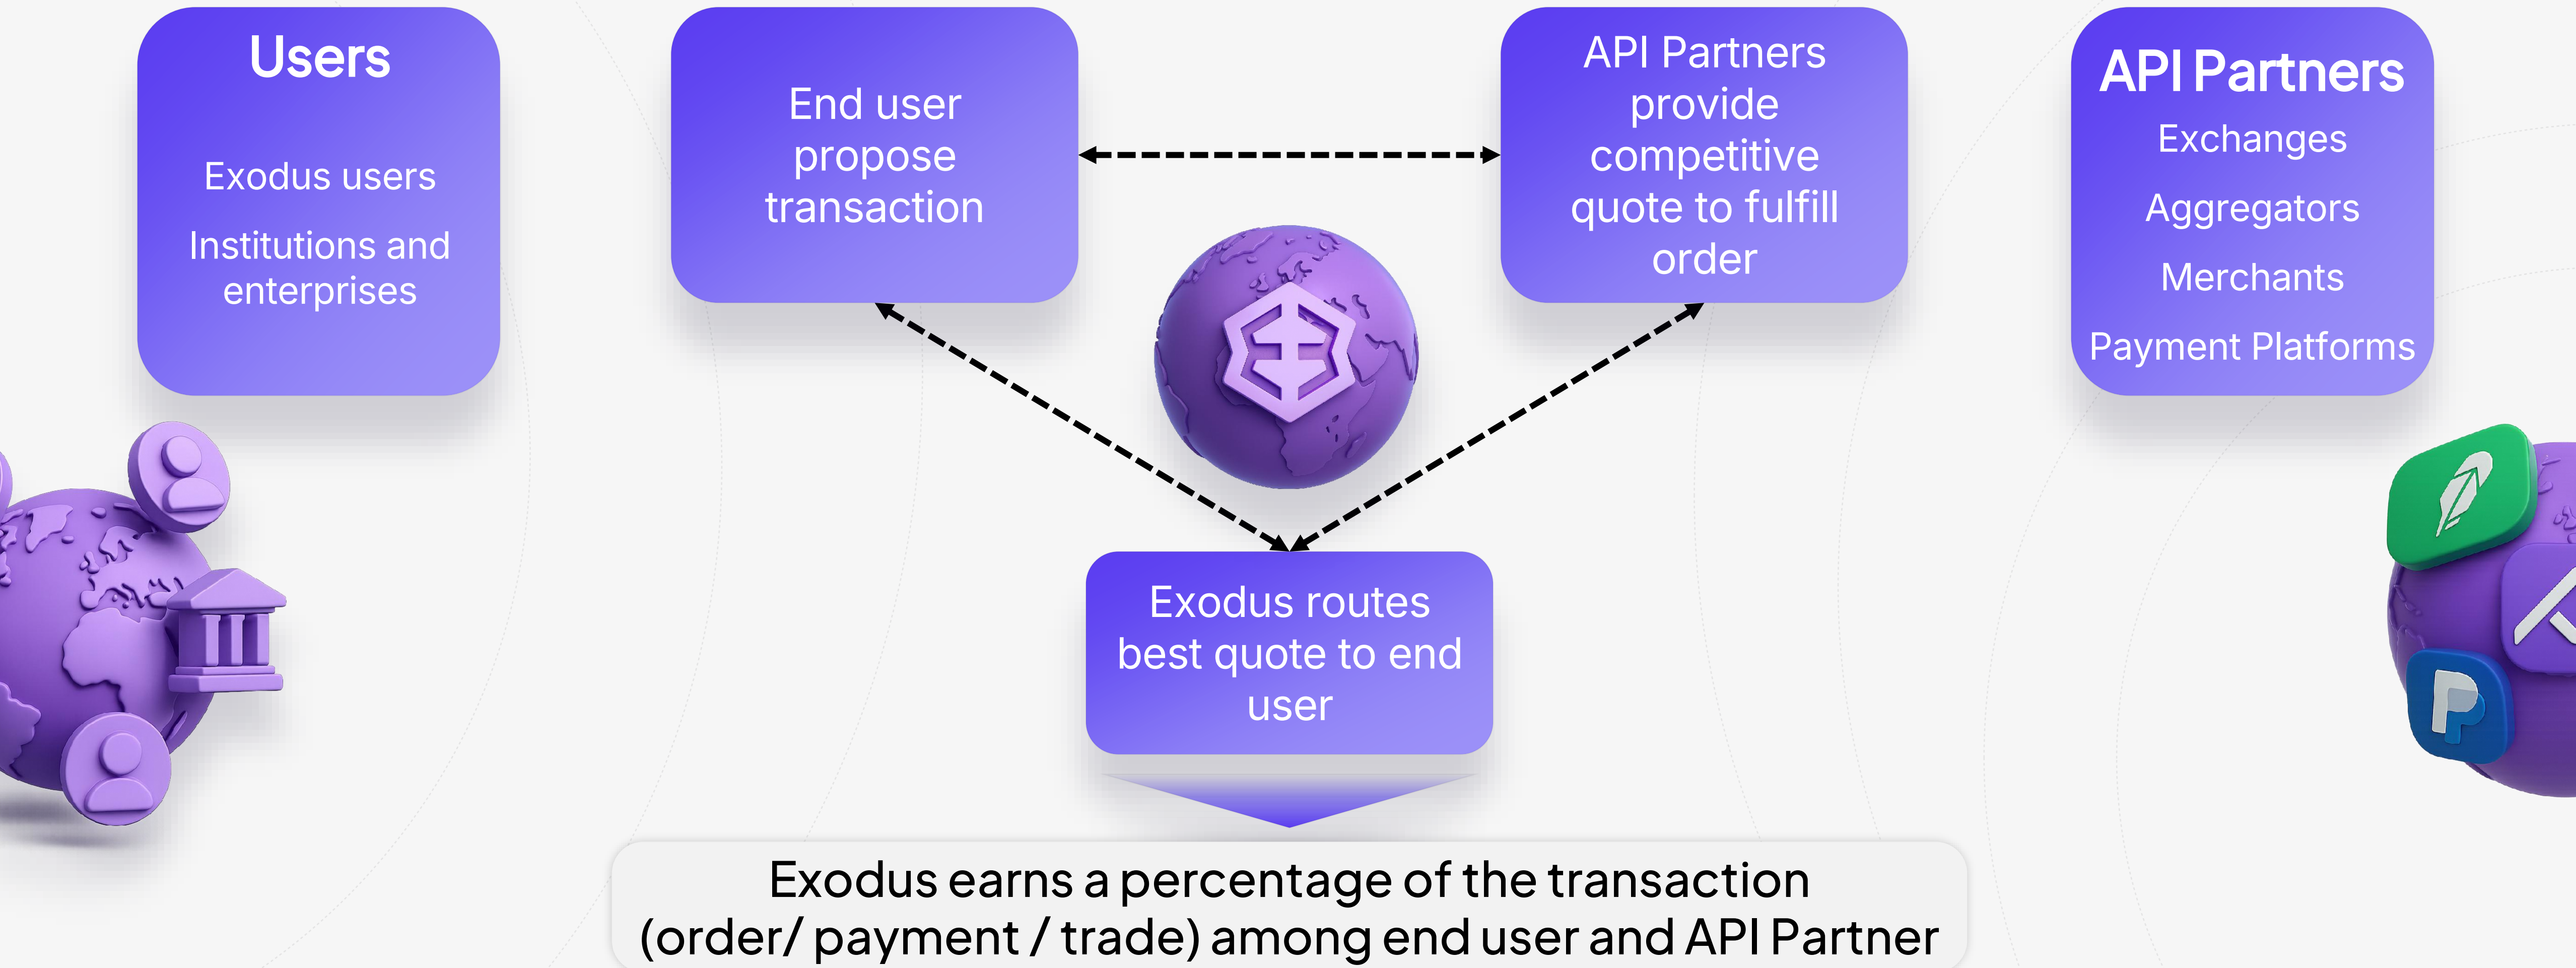 Users
Exodus users
Institutions and
enterprises
End user
propose
transaction
API Partners
provide
competitive
quote to fulfill
order
API Partners
Exchanges
Aggregators
Merchants
Payment Platforms
Exodus routes
best quote to end
user
Exodus earns a percentage of the transaction
(order/ payment / trade) among end user and API Partner